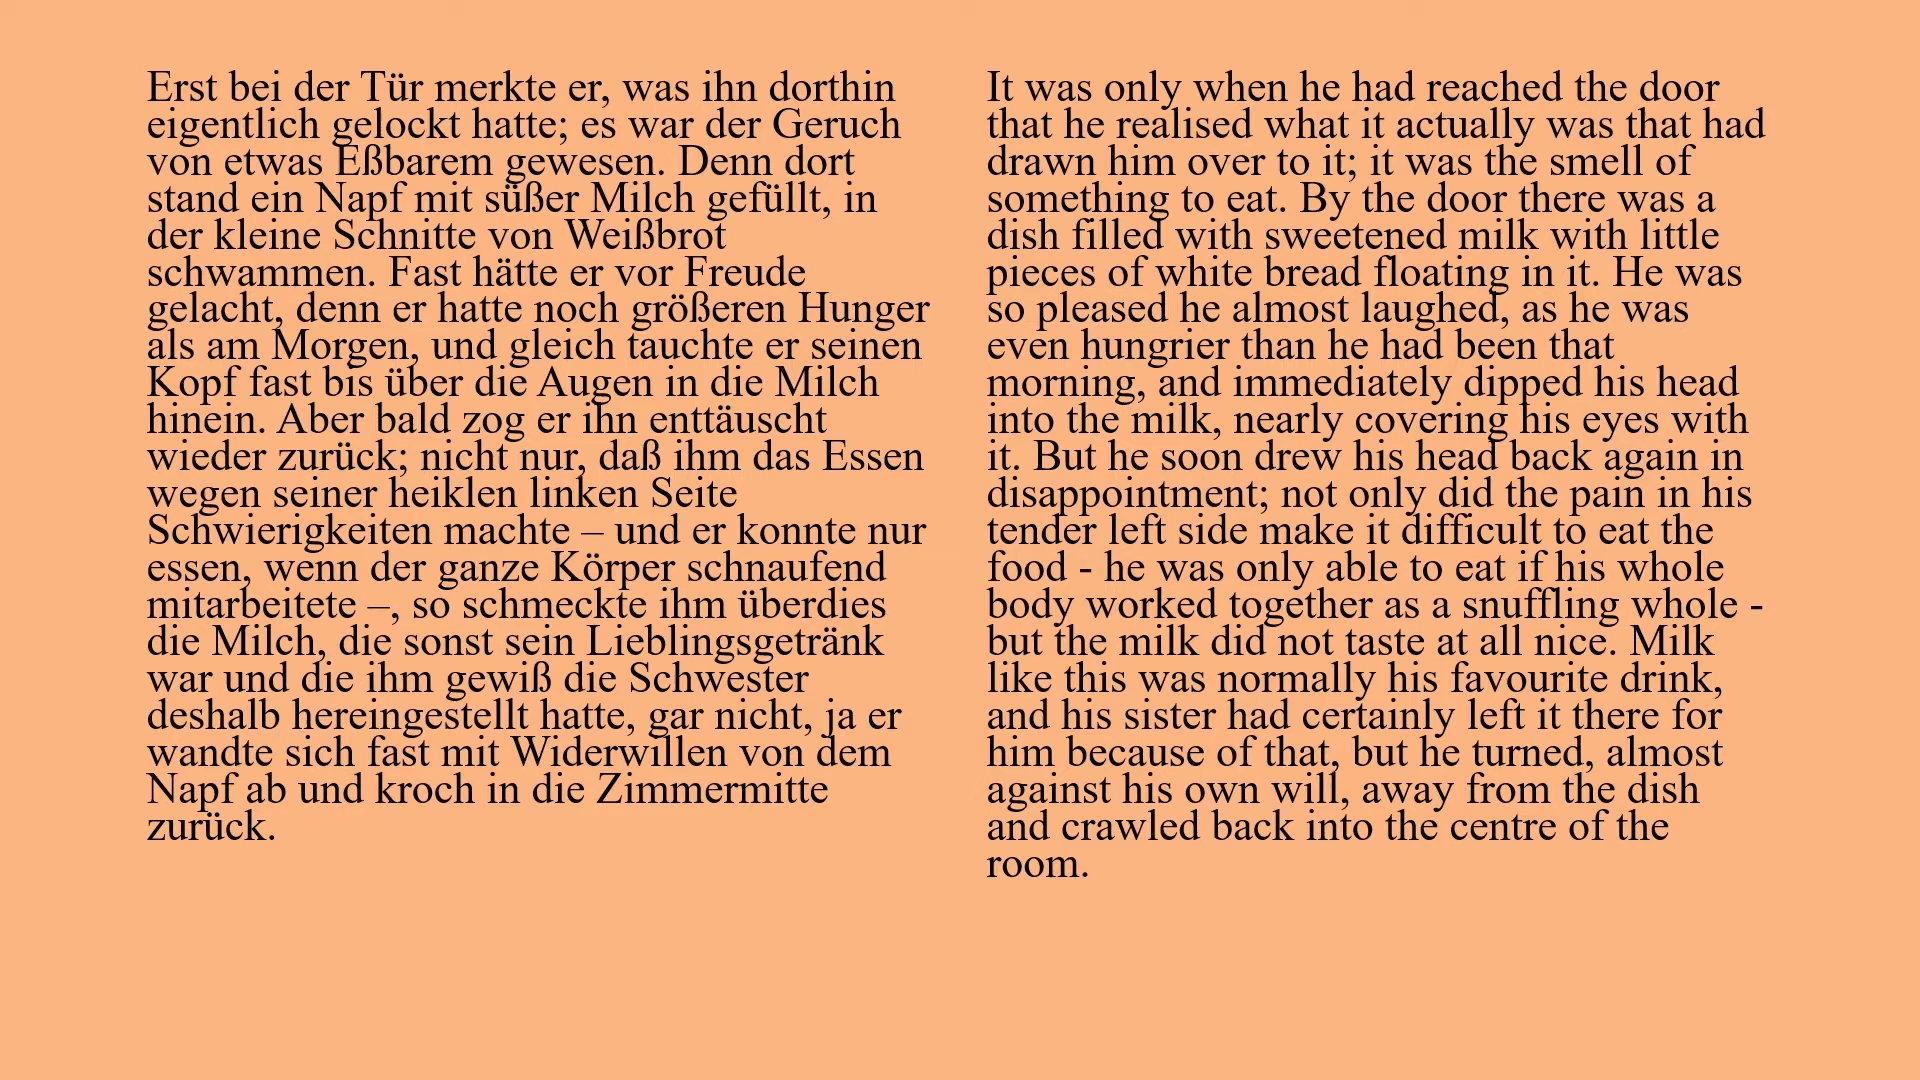 Erst bei der Tür merkte er, was ihn dorthin
eigentlich gelockt hatte; es war der Geruch
von etwas Eßbarem gewesen. Denn dort
stand ein Napf mit süßer Milch gefüllt, in
der kleine Schnitte von Weißbrot
schwammen. Fast hätte er vor Freude
gelacht, denn er hatte noch größeren Hunger
als am Morgen, und gleich tauchte er seinen
Kopf fast bis über die Augen in die Milch
hinein. Aber bald zog er ihn enttäuscht
wieder zurück; nicht nur, daß ihm das Essen
wegen seiner heiklen linken Seite
Schwierigkeiten machte – und er konnte nur
essen, wenn der ganze Körper schnaufend
mitarbeitete –, so schmeckte ihm überdies
die Milch, die sonst sein Lieblingsgetränk
war und die ihm gewiß die Schwester
deshalb hereingestellt hatte, gar nicht, ja er
wandte sich fast mit Widerwillen von dem
Napf ab und kroch in die Zimmermitte
zurück.
It was only when he had reached the door
that he realised what it actually was that had
drawn him over to it; it was the smell of
something to eat. By the door there was a
dish filled with sweetened milk with little
pieces of white bread floating in it. He was
so pleased he almost laughed, as he was
even hungrier than he had been that
morning, and immediately dipped his head
into the milk, nearly covering his eyes with
it. But he soon drew his head back again in
disappointment; not only did the pain in his
tender left side make it difficult to eat the
food - he was only able to eat if his whole
body worked together as a snuffling whole -
but the milk did not taste at all nice. Milk
like this was normally his favourite drink,
and his sister had certainly left it there for
him because of that, but he turned, almost
against his own will, away from the dish
and crawled back into the centre of the
room.